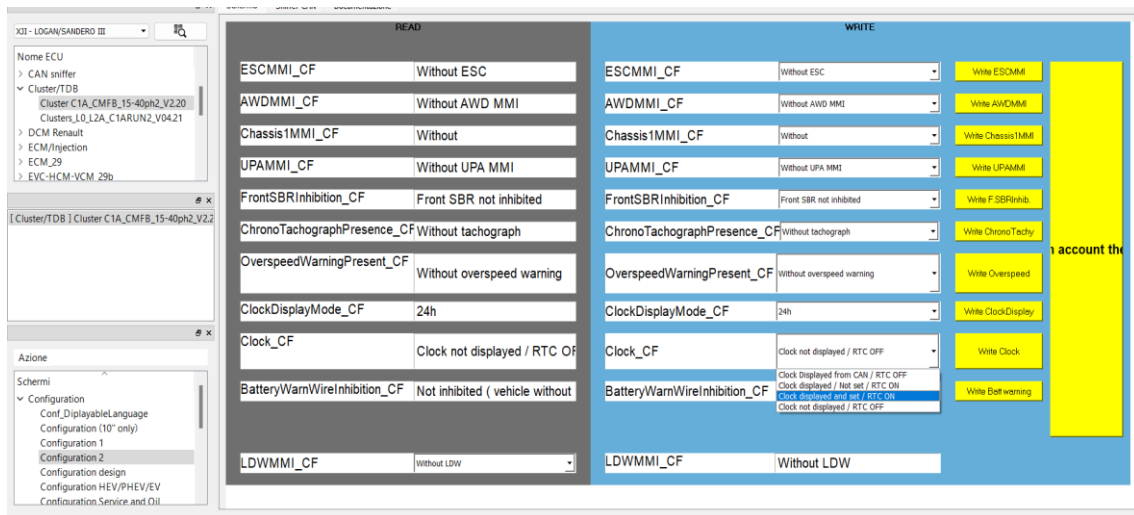 READ
WRITE
XJI - LOGAN/SANDERO III
Nome ECU
CAN sniffer
Cluster/TDB
Cluster C1A_CMFB_15-40ph2_V2.20
Clusters_L0_L2A_C1ARUN2_V04.21
DCM Renault
ECM/Injection
ECM_29
EVC-HCM-VCM 29b
[ Cluster/TDB ] Cluster C1A_CMFB_15-40ph2_V2.2
Azione
Schermi
Configuration
Conf_DiplayableLanguage
Configuration (10" only)
Configuration 1
Configuration 2
Configuration design
Configuration HEV/PHEV/EV
Configuration Service and Oil
ESCMMI_CF Without ESC ESCMMI_CF Without ESC Write ESCMMI
AWDMMI_CF Without AWD MMI AWDMMI_CF Without AWD MMI Write AWDMMI
Chassis1MMI_CF Without Chassis1MMI_CF Without Write Chassis1MMI
UPAMMI_CF Without UPA MMI UPAMMI_CF Without UPA MMI Write UPAMMI
FrontSBRInhibition_CF Front SBR not inhibited FrontSBRInhibition_CF Front SBR not inhibited Write F.SBRInhib.
ChronoTachographPresence_CF Without tachograph ChronoTachographPresence_CF Without tachograph Write ChronoTachy
account the
OverspeedWarningPresent_CF Without overspeed warning OverspeedWarningPresent_CF Without overspeed warning Write Overspeed
ClockDisplayMode_CF 24h ClockDisplayMode_CF 24h Write ClockDisplay
Clock_CF Clock not displayed / RTC OF Clock_CF Clock not displayed / RTC OFF Write Clock
Clock Displayed from CAN / RTC OFF
Clock displayed / Not set / RTC ON
Clock displayed and set / RTC ON
Clock not displayed / RTC OFF
BatteryWarnWireInhibition_CF Not inhibited ( vehicle without BatteryWarnWireInhibition_CF Write Batt warning
LDWMMI_CF Without LDW LDWMMI_CF Without LDW